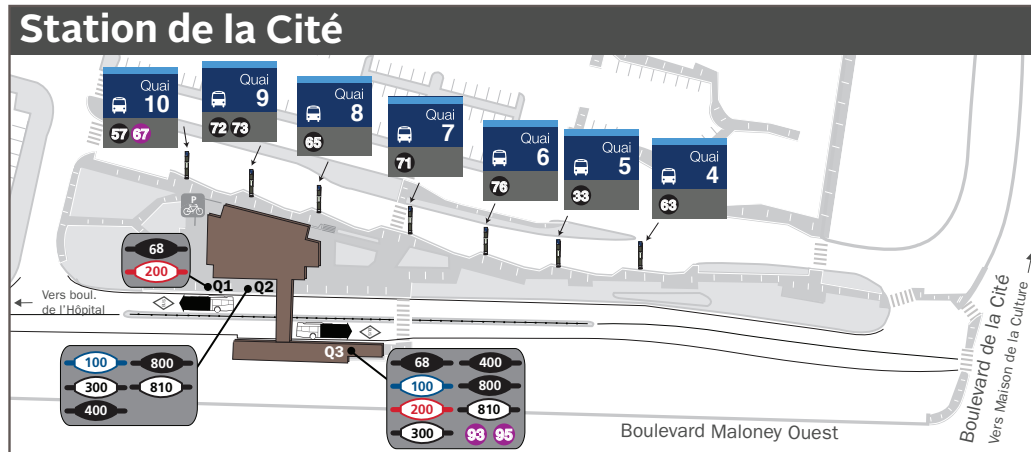 Station de la Cité
Quai
10
57 67
Quai
9
72 73
Quai
8
65
Quai
7
71
Quai
6
76
Quai
5
33
Quai
4
63
P
68
200
Q1
Q2
Vers boul.
de l'Hôpital
100 800
300 810
400
Q3
68 400
100 800
200 810
300 93 95
Boulevard Maloney Ouest
Boulevard de la Cité
Vers Maison de la Culture